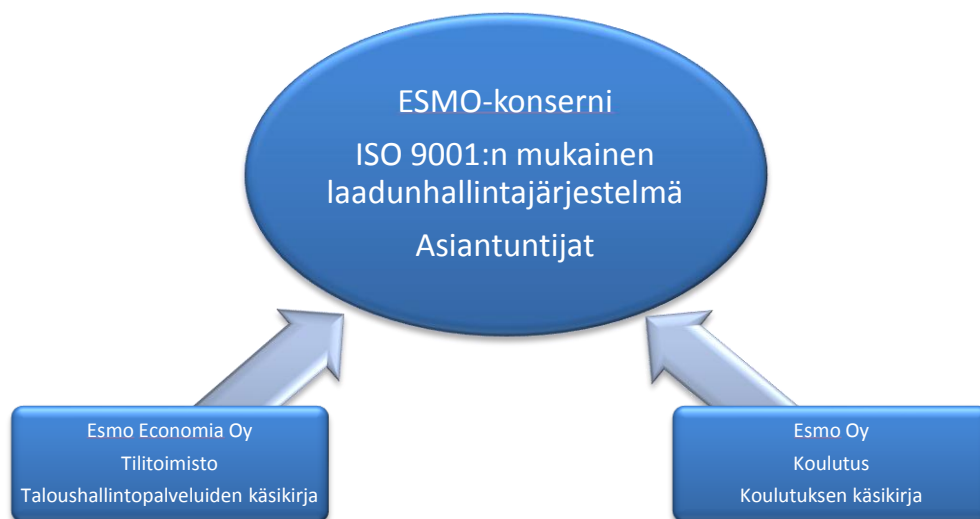 ESMO-konserni
ISO 9001:n mukainen
laadunhallintajärjestelmä
Asiantuntijat
Esmo Economia Oy
Tilitoimisto
Taloushallintopalveluiden käsikirja
Esmo Oy
Koulutus
Koulutuksen käsikirja